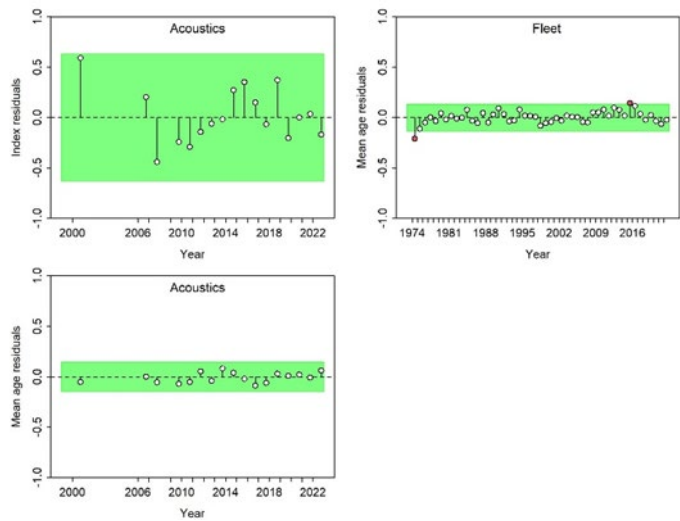 Acoustics
Index residuals
1.0
0.5
0.0
-0.5
-1.0
2000 2006 2010 2014 2018 2022
Year
Fleet
Mean age residuals
1.0
0.5
0.0
-0.5
-1.0
1974 1981 1988 1995 2002 2009 2016
Year
Acoustics
Mean age residuals
1.0
0.5
0.0
-0.5
-1.0
2000 2006 2010 2014 2018 2022
Year